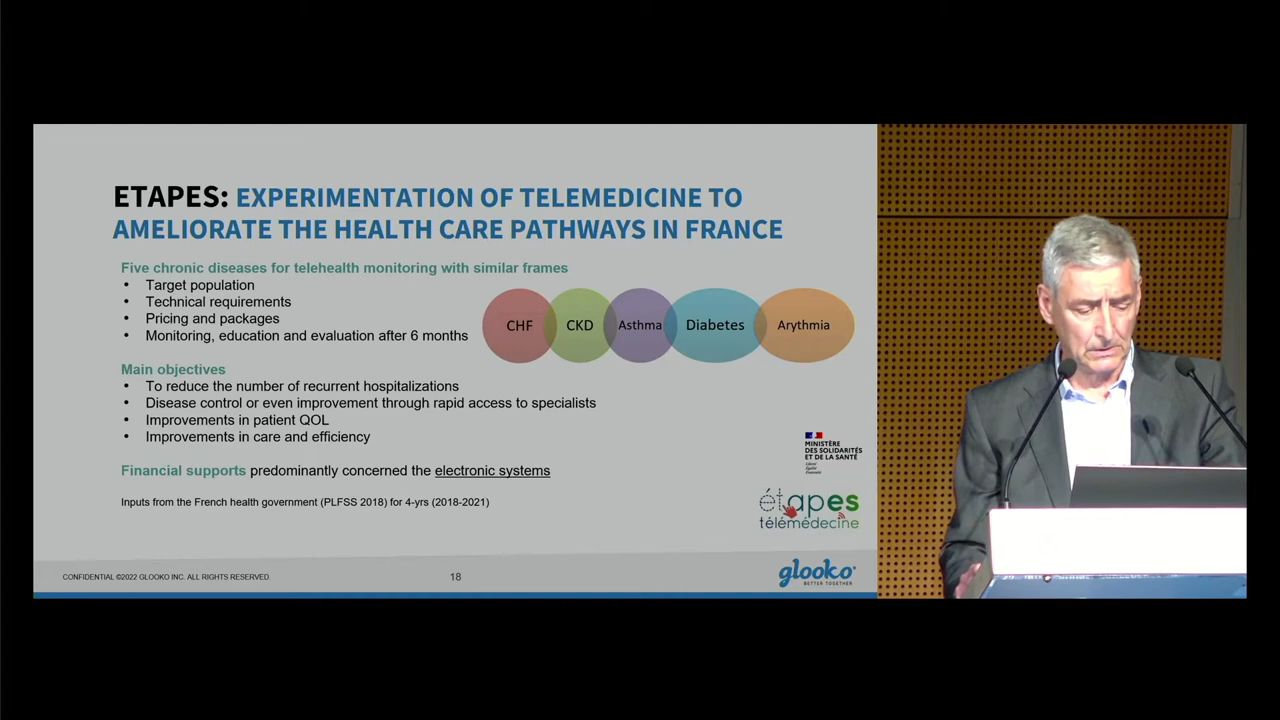 ETAPES: EXPERIMENTATION OF TELEMEDICINE TO
AMELIORATE THE HEALTH CARE PATHWAYS IN FRANCE
Five chronic diseases for telehealth monitoring with similar frames
• Target population
• Technical requirements
• Pricing and packages
• Monitoring, education and evaluation after 6 months
CHF
CKD
Asthma
Diabetes
Arythmia
Main objectives
• To reduce the number of recurrent hospitalizations
• Disease control or even improvement through rapid access to specialists
• Improvements in patient QOL
• Improvements in care and efficiency
Financial supports predominantly concerned the electronic systems
Inputs from the French health government (PLFSS 2018) for 4-yrs (2018-2021)
MINISTÈRE
DES SOLIDARITÉS
ET DE LA SANTÉ
Liberté
Égalité
Fraternité
étapes
télémédecine
CONFIDENTIAL ©2022 GLOOKO INC. ALL RIGHTS RESERVED.
18
glooko®
BETTER TOGETHER